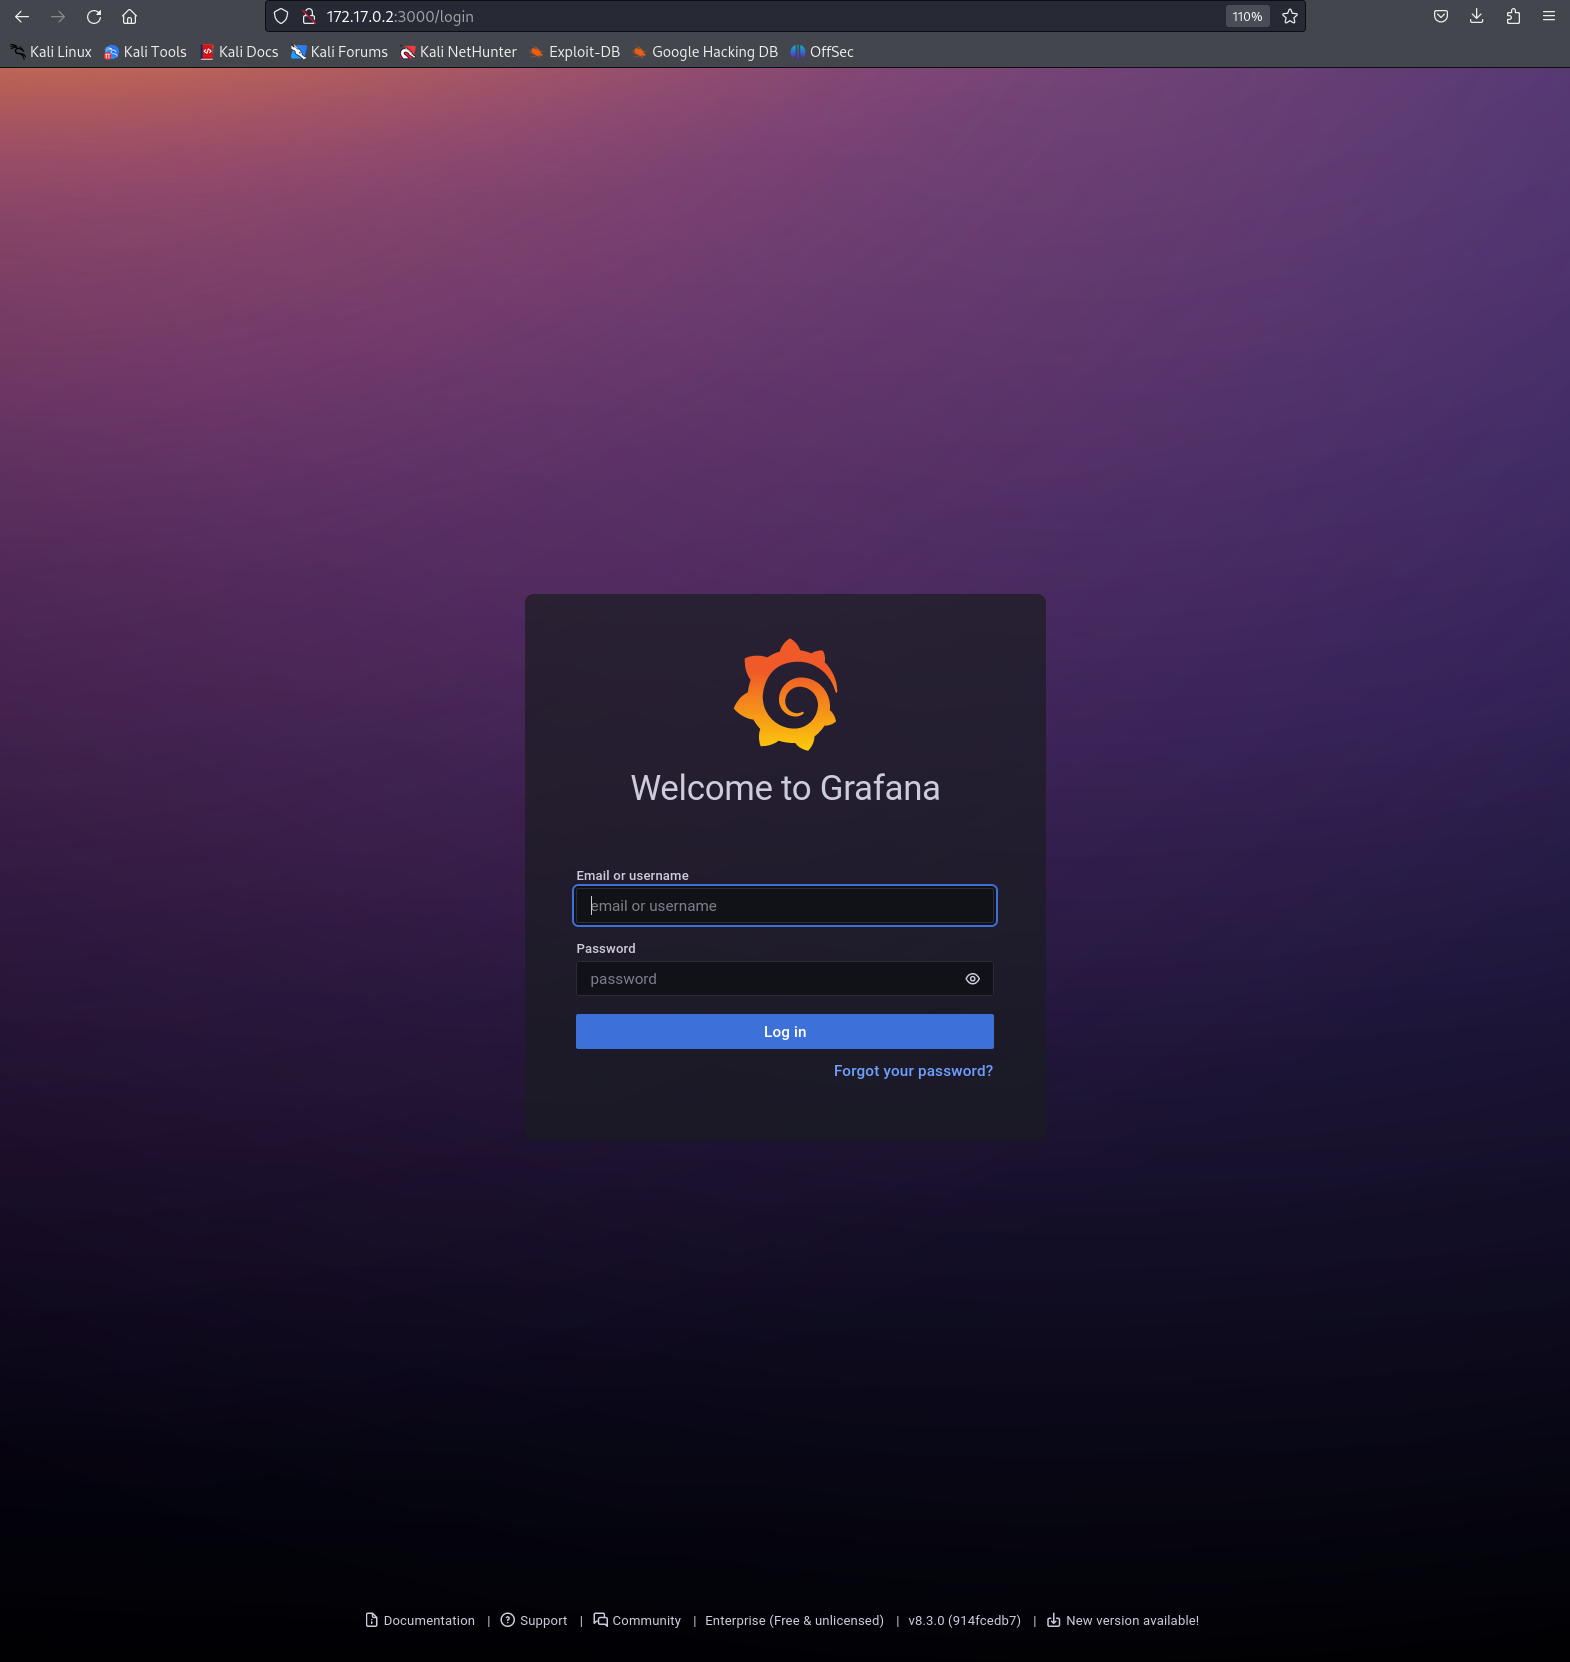 172.17.0.2:3000/login 110%
Kali Linux Kali Tools Kali Docs Kali Forums Kali NetHunter Exploit-DB Google Hacking DB OffSec
Welcome to Grafana
Email or username
email or username
Password
password
Log in
Forgot your password?
Documentation | Support | Community | Enterprise (Free & unlicensed) | v8.3.0 (914fcedb7) | New version available!